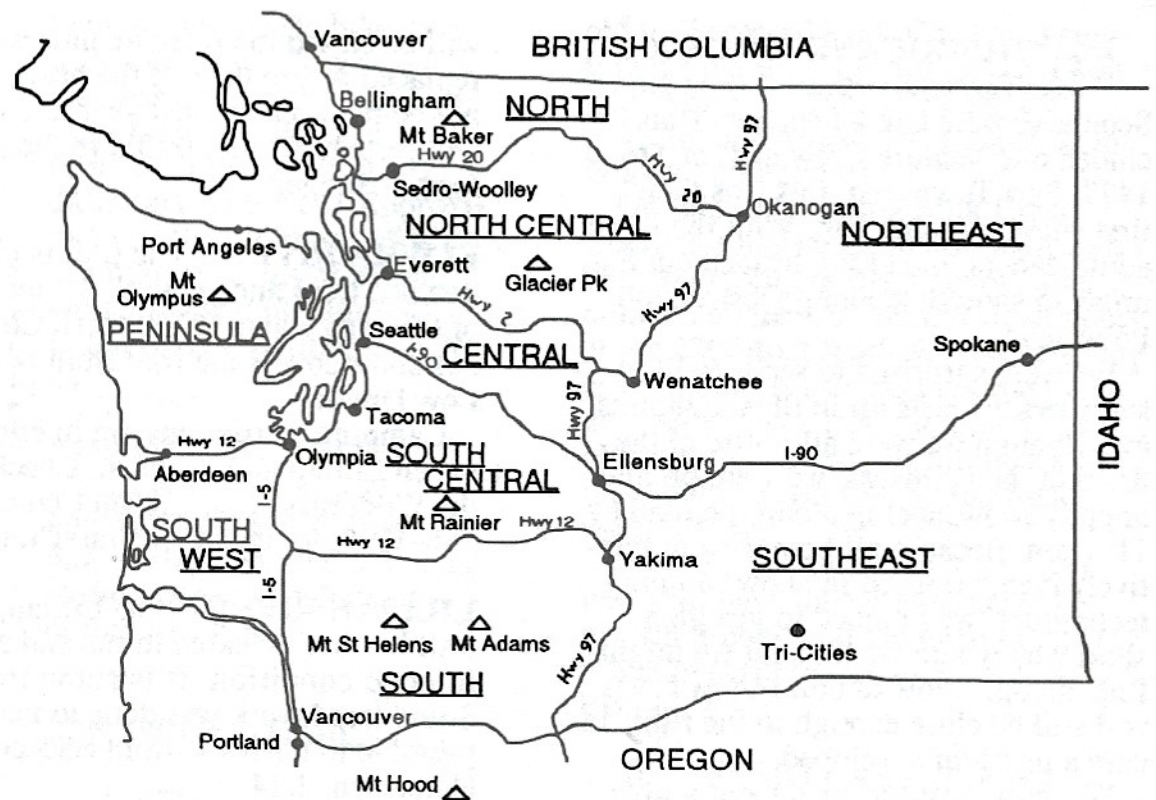 Vancouver
BRITISH COLUMBIA
Bellingham
NORTH
Mt Baker
Hwy 20
Hwy 97
Hwy 20
Sedro-Woolley
Okanogan
NORTH CENTRAL
NORTHEAST
Port Angeles
Everett
Mt
Olympus
Glacier Pk
Hwy 97
Hwy 2
PENINSULA
Seattle
I-90
CENTRAL
Spokane
Wenatchee
Hwy 97
Tacoma
IDAHO
Hwy 12
Olympia
SOUTH
CENTRAL
Ellensburg
I-90
Aberdeen
I-5
Mt Rainier
Hwy 12
SOUTH
WEST
Hwy 12
Yakima
SOUTHEAST
I-5
Mt St Helens
Mt Adams
Hwy 97
Tri-Cities
SOUTH
Vancouver
Portland
OREGON
Mt Hood